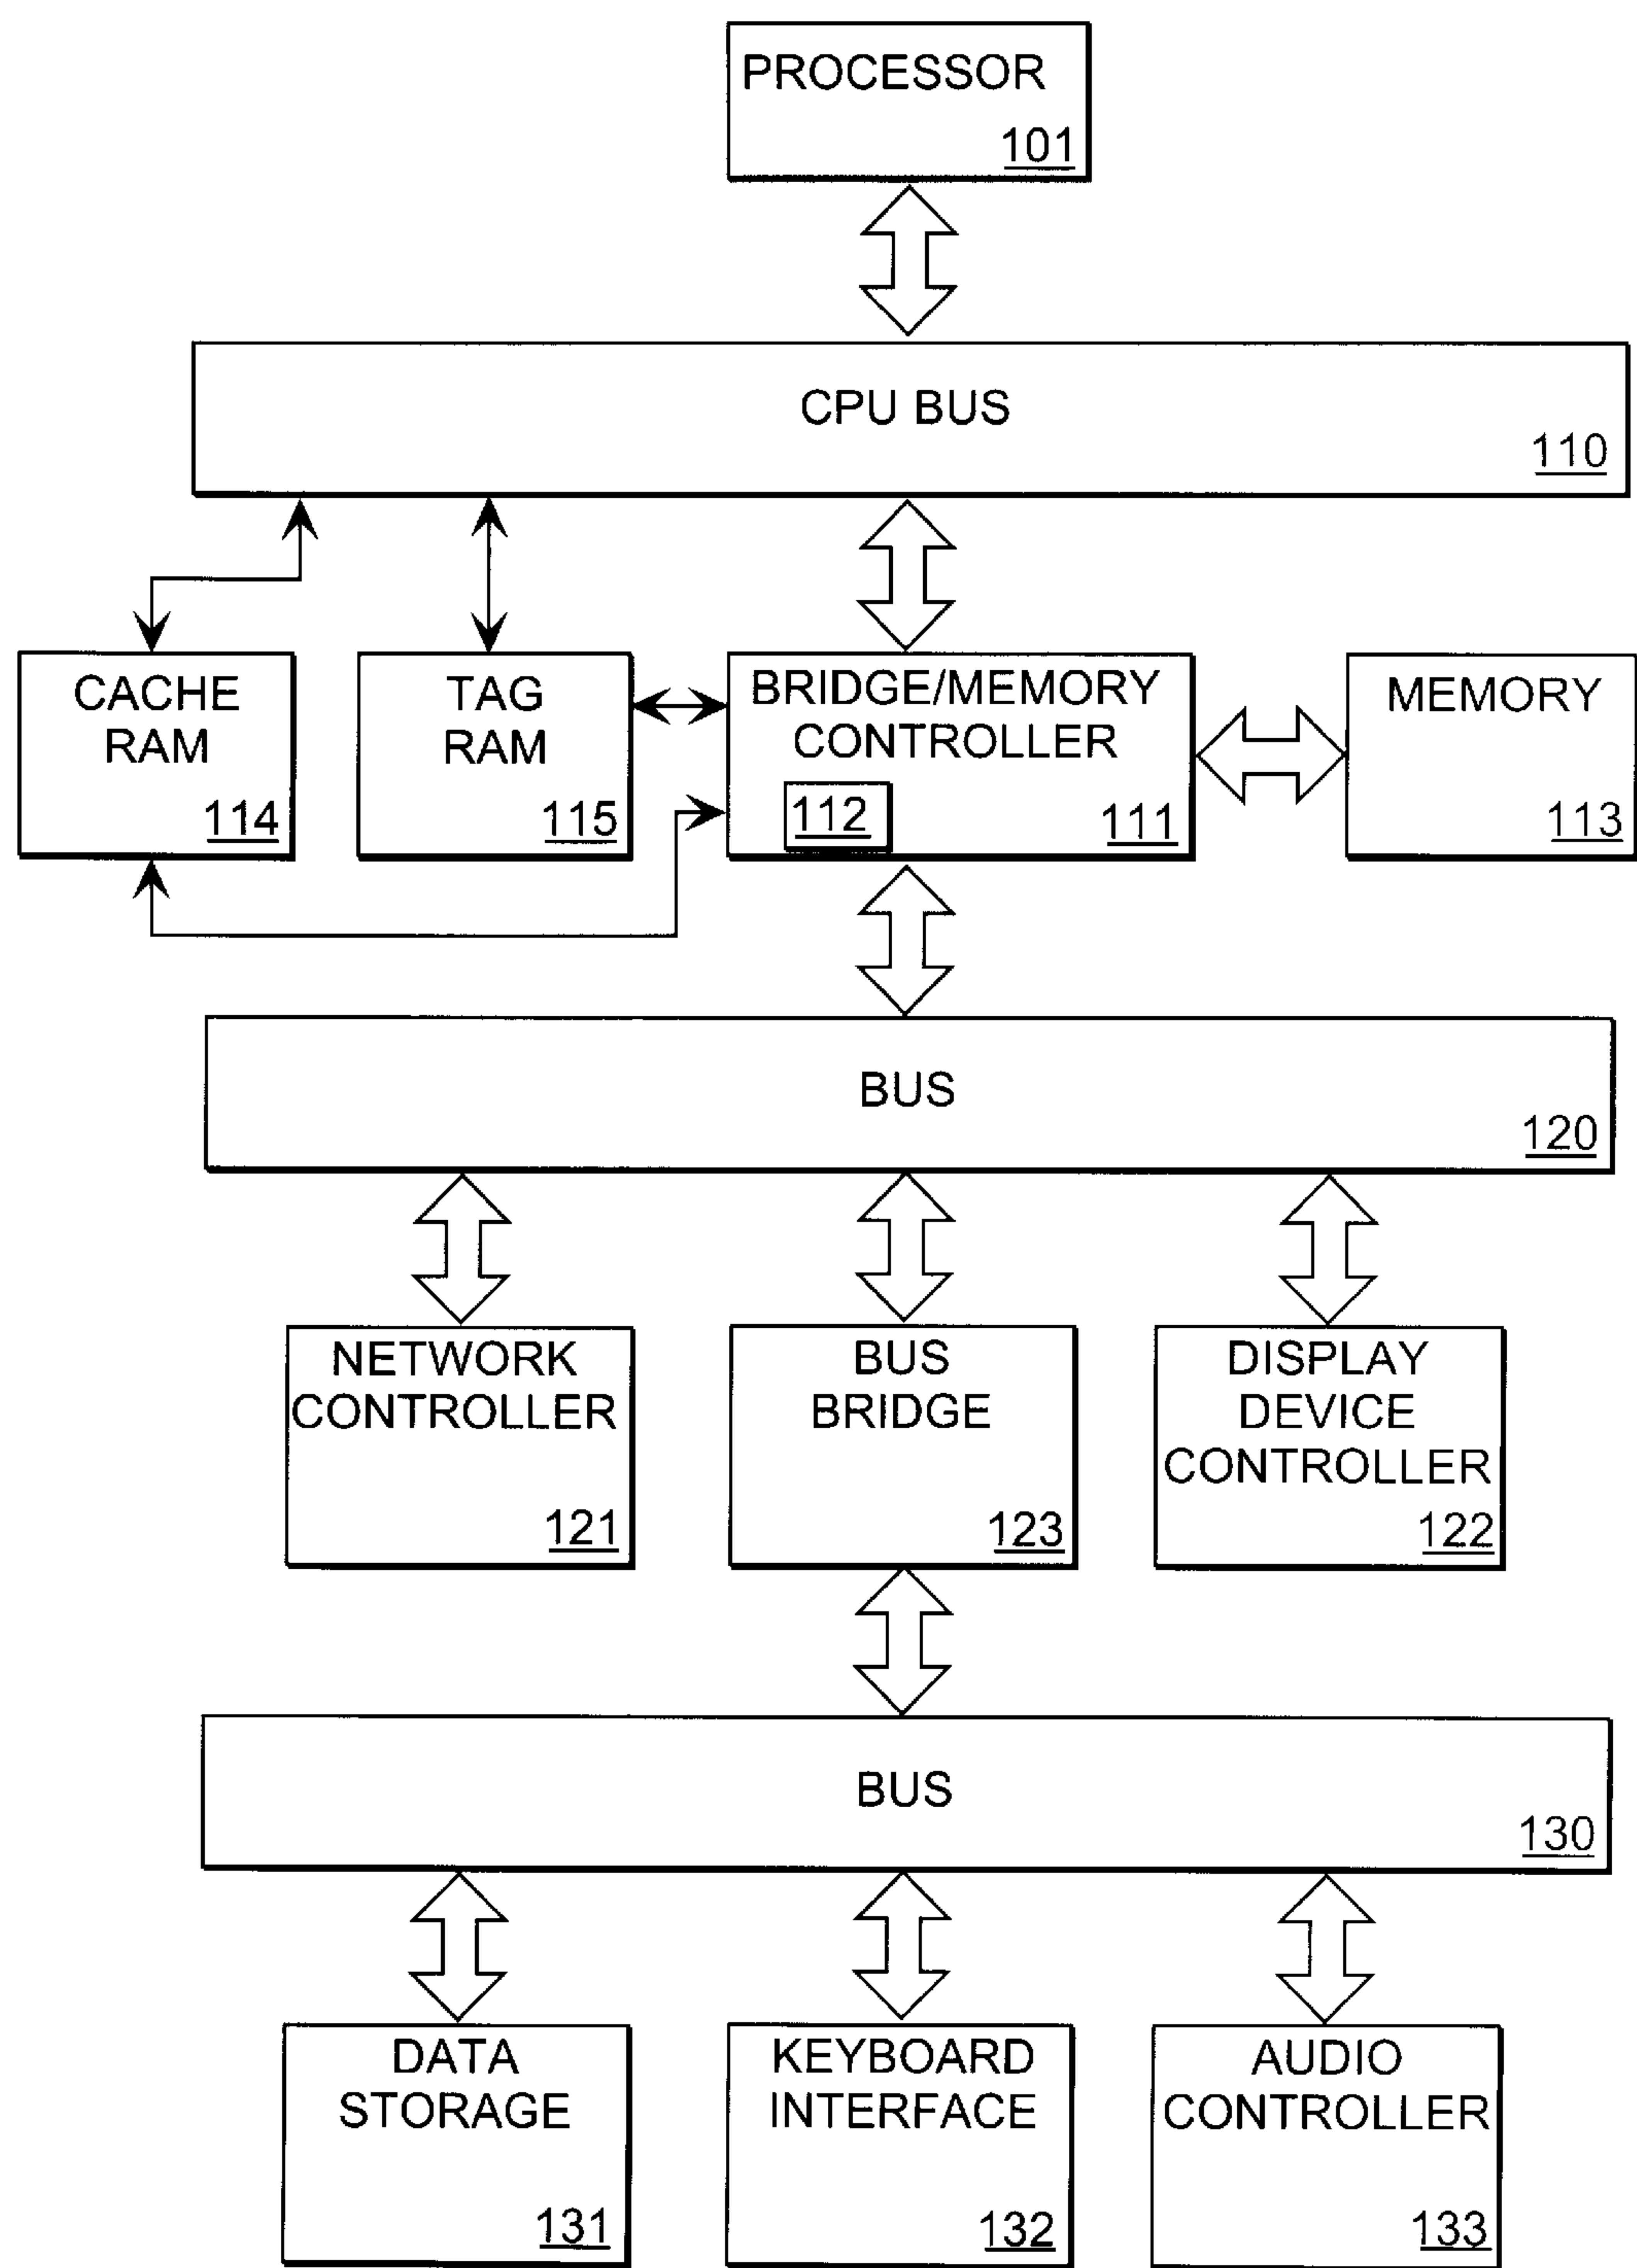 PROCESSOR
101
CPU BUS
110
CACHE
RAM
114
TAG
RAM
115
BRIDGE/MEMORY
CONTROLLER
112
111
MEMORY
113
BUS
120
NETWORK
CONTROLLER
121
BUS
BRIDGE
123
DISPLAY
DEVICE
CONTROLLER
122
BUS
130
DATA
STORAGE
131
KEYBOARD
INTERFACE
132
AUDIO
CONTROLLER
133